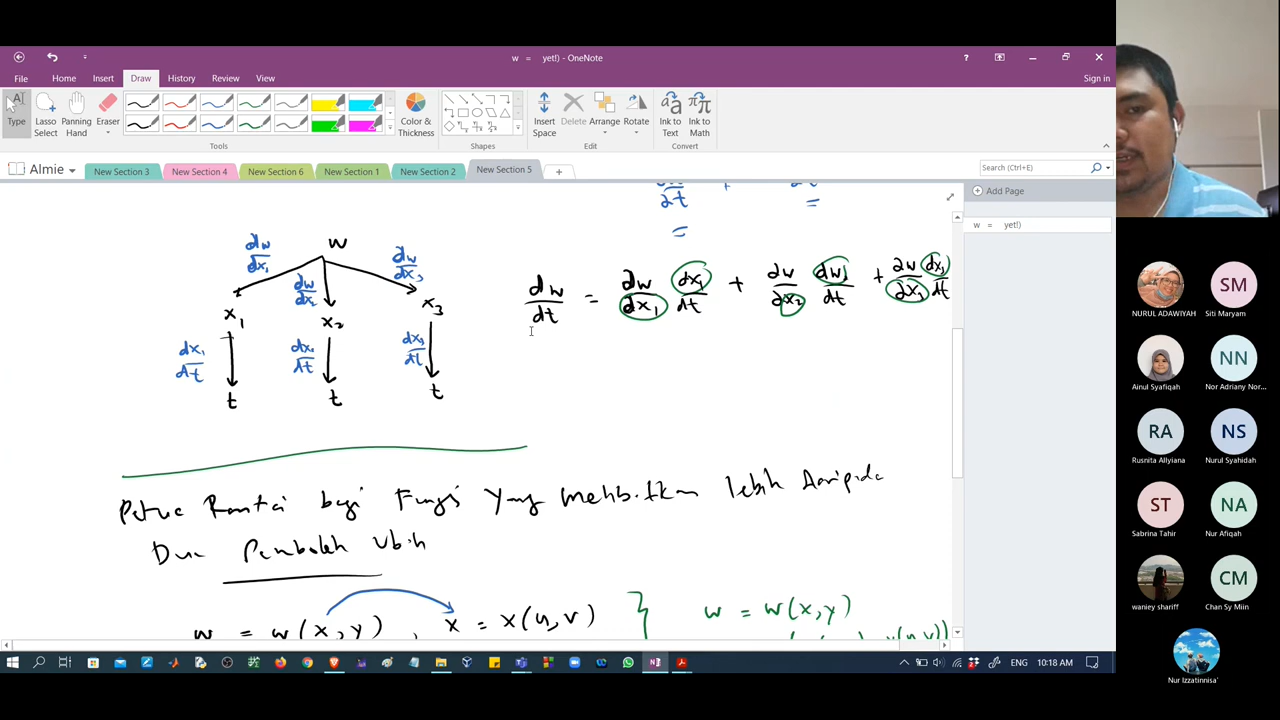 w = yet!) - OneNote
File Home Insert Draw History Review View
Sign in
Type
Lasso Select
Panning Hand
Eraser
Color & Thickness
Insert Space
Delete
Arrange
Rotate
Ink to Text
Ink to Math
Tools
Shapes
Edit
Convert
Almie
New Section 3
New Section 4
New Section 6
New Section 1
New Section 2
New Section 5
Search (Ctrl+E)
Add Page
w = yet!)
∂t + ∂t
= =
w
dw/dx₁ dw/dx₂ dw/dx₃
x₁ x₂ x₃
dx₁/dt dx₂/dt dx₃/dt
t t t
dw/dt = dw/dx₁ dx₁/dt + ∂w/∂x₂ dw₂/dt + ∂w/∂x₃ dx₃/dt
Petua Rantai bagi Fungsi Yang melibatkan lebih daripada
Dua Pemboleh Ubah
w = w(x,y) , x = x(u,v) } w = w(x,y)
NURUL ADAWIYAH
SM
Siti Maryam
Ainul Syafiqah
NN
Nor Adriany Nor...
RA
Rusnita Allyiana
NS
Nurul Syahidah
ST
Sabrina Tahir
NA
Nur Afiqah
waniey shariff
CM
Chan Sy Miin
Nur Izzatinnisa'
ENG 10:18 AM